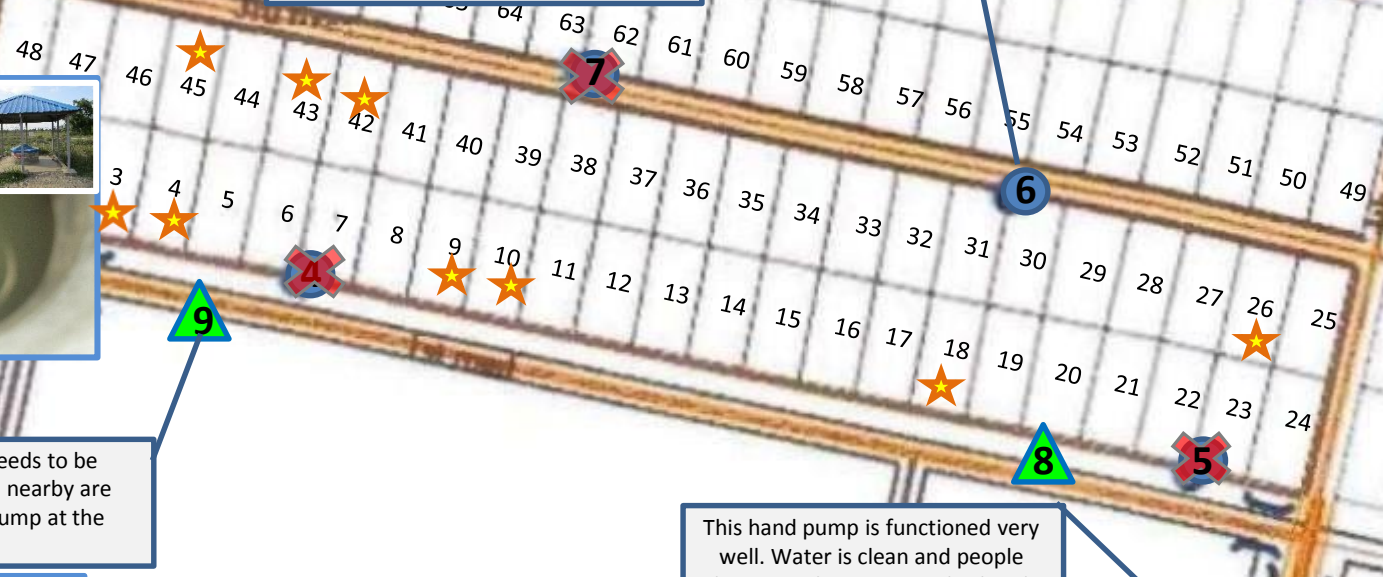 64 63 62 61 60 59 58 57 56 55 54 53 52 51 50 49
48 47 46 45 44 43 42 41 40 39 38 37 36 35 34 33 32 31 30 29 28 27 26 25
3 4 5 6 7 8 9 10 11 12 13 14 15 16 17 18 19 20 21 22 23 24
7
6
4
9
8
5
eeds to be
nearby are
ump at the
This hand pump is functioned very
well. Water is clean and people